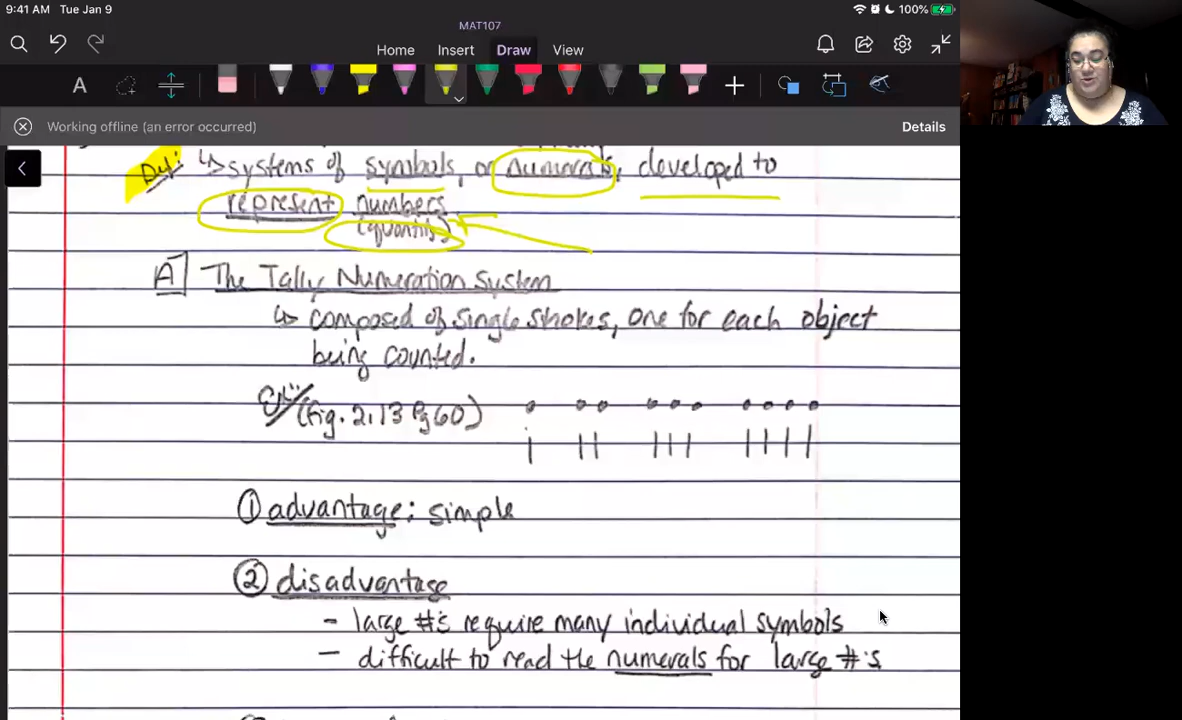 9:41 AM Tue Jan 9
100%
MAT107
Home Insert Draw View
A
Working offline (an error occurred)
Details
Def: ↳ systems of symbols, or numerals, developed to
represent numbers
(quantity)
A The Tally Numeration System
↳ composed of single strokes, one for each object
being counted.
Ex/ (fig. 2.13 Pg 60)
| || ||| ||||
① advantage: simple
② disadvantage
- large #'s require many individual symbols
- difficult to read the numerals for large #'s